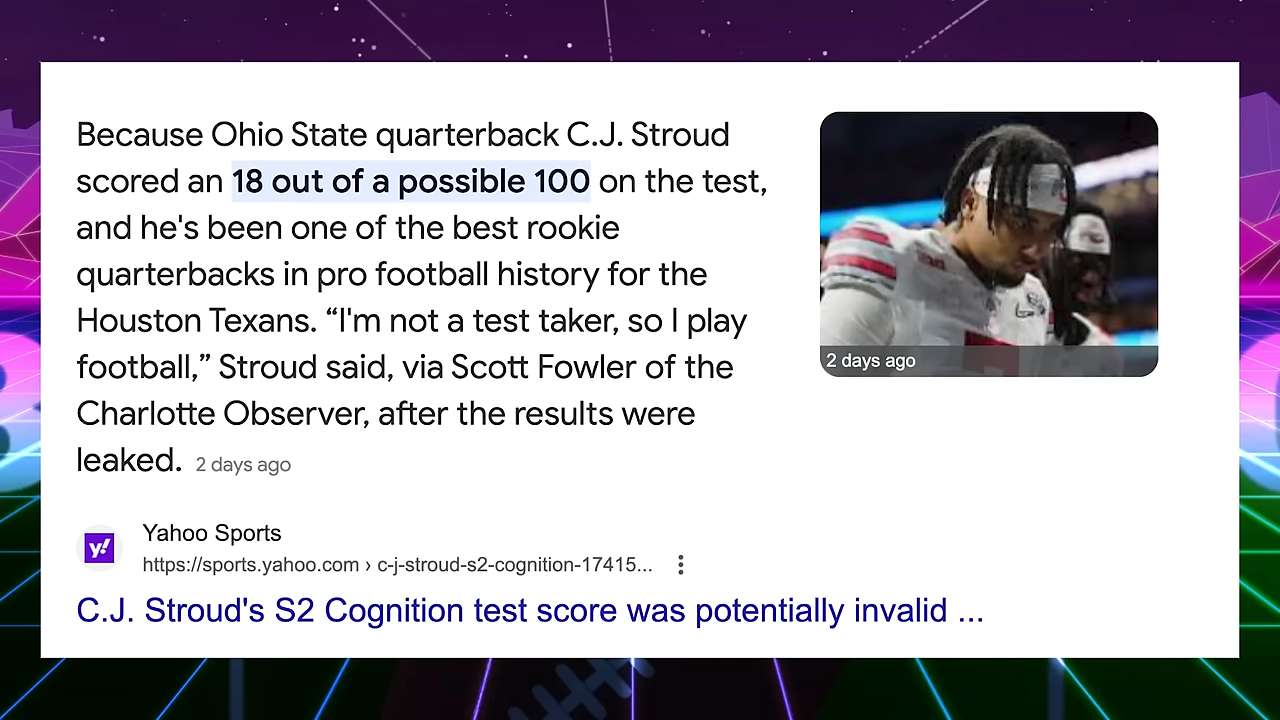 Because Ohio State quarterback C.J. Stroud
scored an 18 out of a possible 100 on the test,
and he's been one of the best rookie
quarterbacks in pro football history for the
Houston Texans. “I'm not a test taker, so I play
football,” Stroud said, via Scott Fowler of the
Charlotte Observer, after the results were
leaked. 2 days ago
2 days ago
Yahoo Sports
y!
https://sports.yahoo.com › c-j-stroud-s2-cognition-17415...
C.J. Stroud's S2 Cognition test score was potentially invalid ...